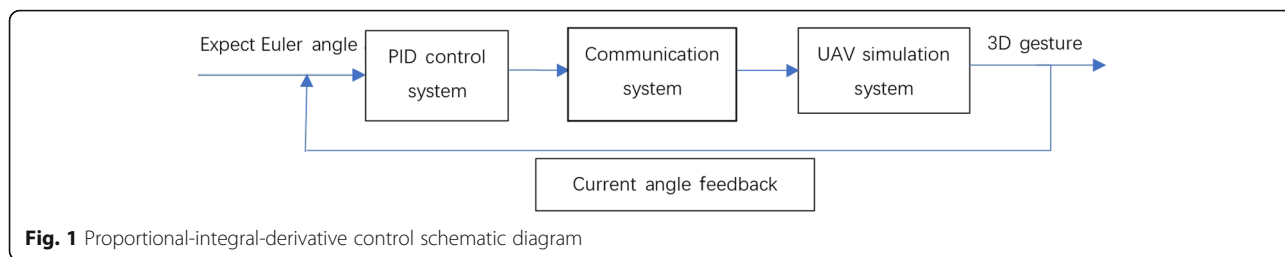 Expect Euler angle
PID control
system
Communication
system
UAV simulation
system
3D gesture
Current angle feedback
Fig. 1 Proportional-integral-derivative control schematic diagram